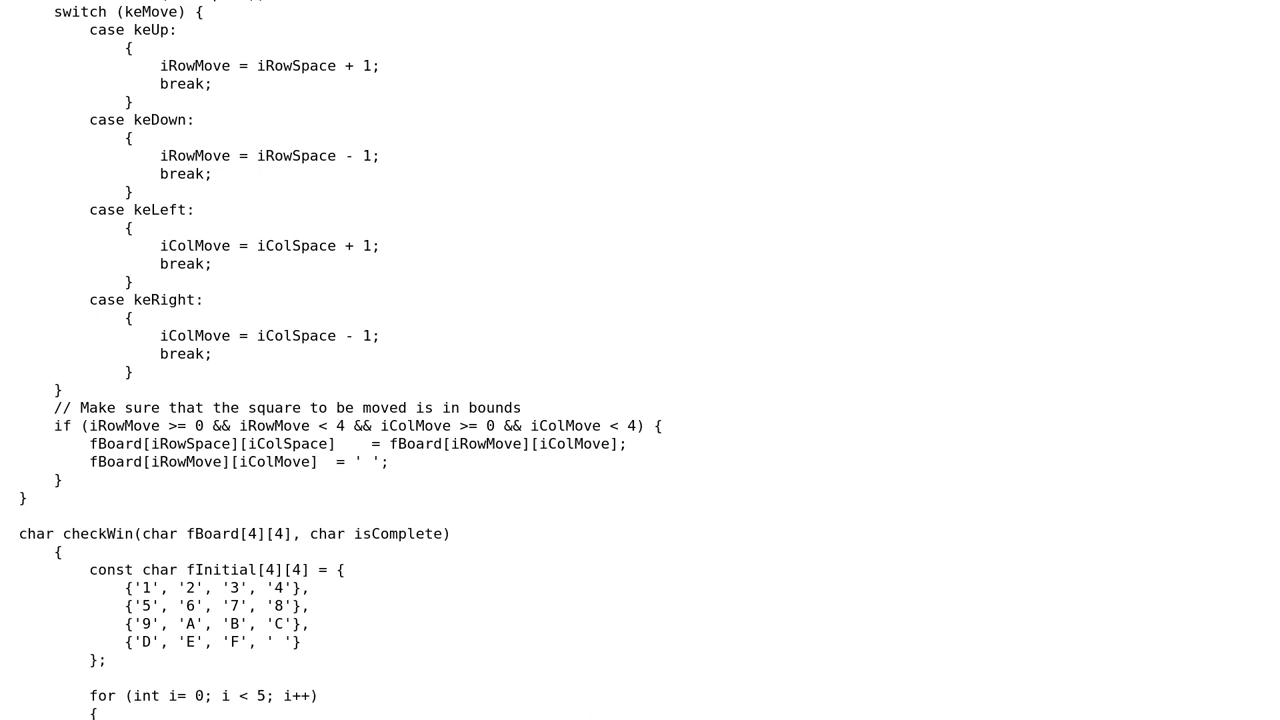 switch (keMove) {
case keUp:
{
iRowMove = iRowSpace + 1;
break;
}
case keDown:
{
iRowMove = iRowSpace - 1;
break;
}
case keLeft:
{
iColMove = iColSpace + 1;
break;
}
case keRight:
{
iColMove = iColSpace - 1;
break;
}
}
// Make sure that the square to be moved is in bounds
if (iRowMove >= 0 && iRowMove < 4 && iColMove >= 0 && iColMove < 4) {
fBoard[iRowSpace][iColSpace]    = fBoard[iRowMove][iColMove];
fBoard[iRowMove][iColMove]  = ' ';
}
}
char checkWin(char fBoard[4][4], char isComplete)
{
const char fInitial[4][4] = {
{'1', '2', '3', '4'},
{'5', '6', '7', '8'},
{'9', 'A', 'B', 'C'},
{'D', 'E', 'F', ' '}
};
for (int i= 0; i < 5; i++)
{